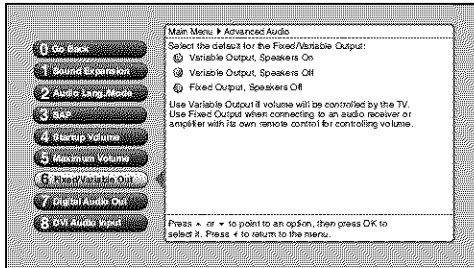 Main Menu ▶ Advanced Audio
0 Go Back
1 Sound Expansion
2 Audio Lang./Mode
3 SAP
4 Startup Volume
5 Maximum Volume
6 Fixed/Variable Out
7 Digital Audio Out
8 DVI Audio Input
Select the default for the Fixed/Variable Output:
Variable Output, Speakers On
Variable Output, Speakers Off
Fixed Output, Speakers Off
Use Variable Output if volume will be controlled by the TV.
Use Fixed Output when connecting to an audio receiver or
amplifier with its own remote control for controlling volume.
Press ▲ or ▼ to point to an option, then press OK to
select it. Press ◀ to return to the menu.